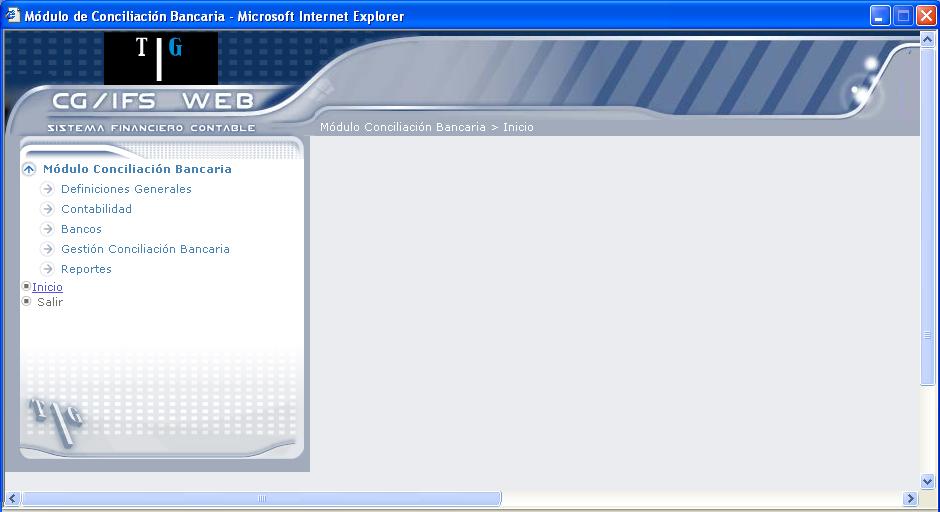 Módulo de Conciliación Bancaria - Microsoft Internet Explorer
T G
CG/IFS WEB
SISTEMA FINANCIERO CONTABLE
Módulo Conciliación Bancaria > Inicio
Módulo Conciliación Bancaria
Definiciones Generales
Contabilidad
Bancos
Gestión Conciliación Bancaria
Reportes
Inicio
Salir
T G